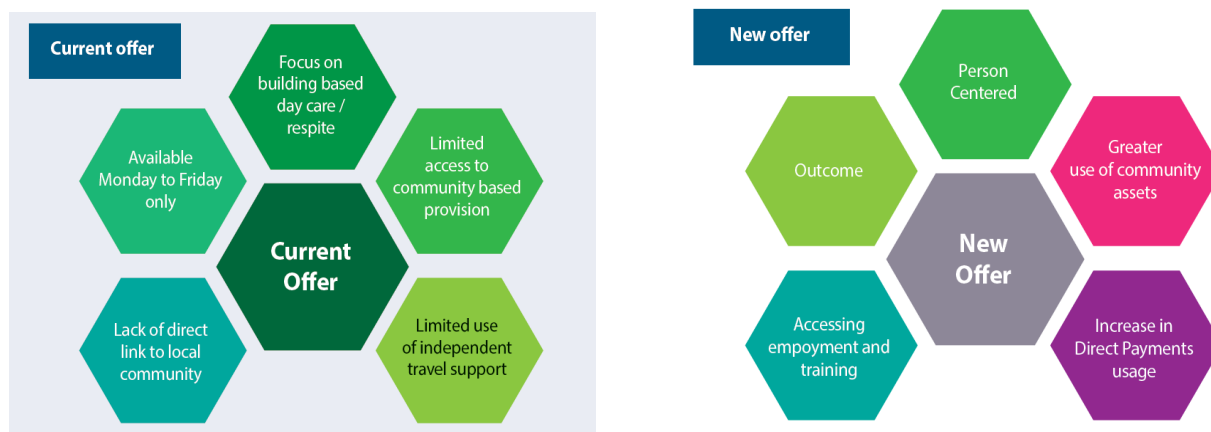 Current offer
Focus on
building based
day care /
respite
Available
Monday to Friday
only
Limited
access to
community based
provision
Current
Offer
Lack of direct
link to local
community
Limited use
of independent
travel support
New offer
Person
Centered
Outcome
Greater
use of community
assets
New
Offer
Accessing
empoyment and
training
Increase in
Direct Payments
usage